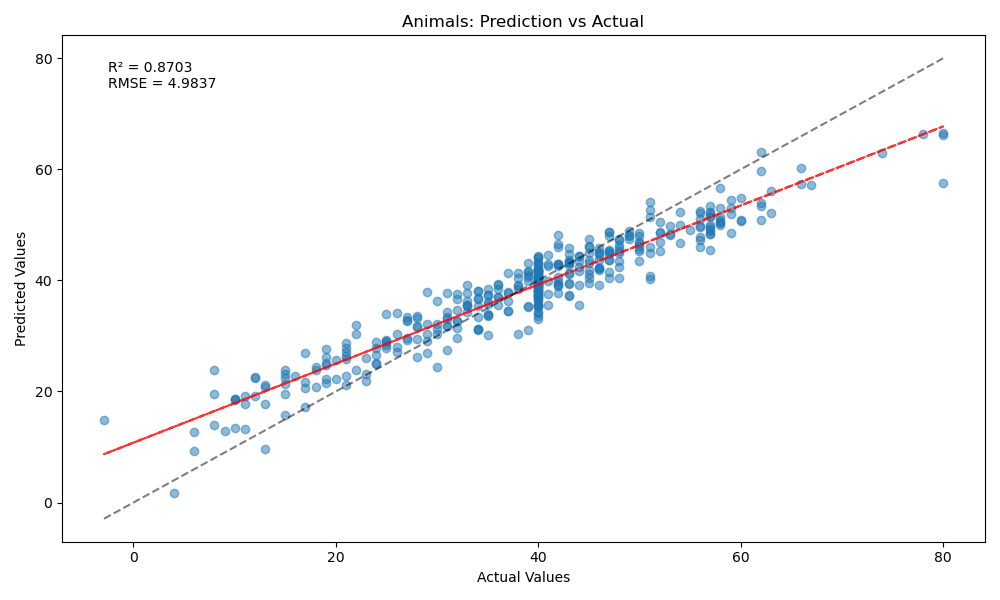 Animals: Prediction vs Actual
R² = 0.8703
RMSE = 4.9837
80
60
40
20
0
Predicted Values
0
20
40
60
80
Actual Values